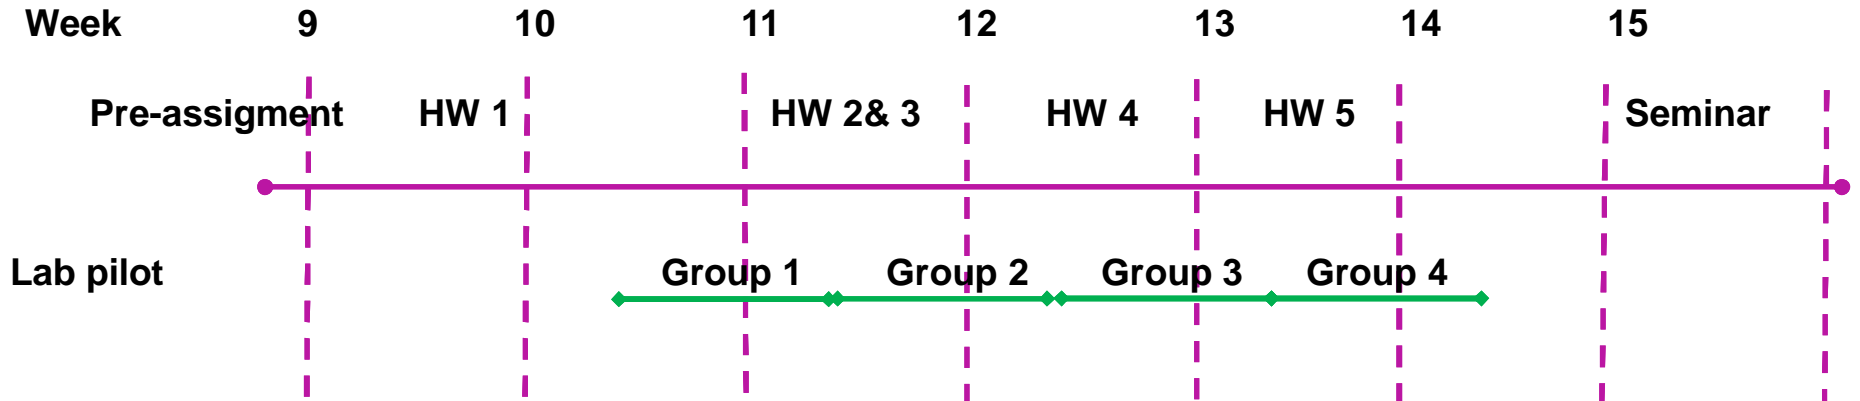 Week 9 10 11 12 13 14 15
Pre-assigment HW 1 HW 2& 3 HW 4 HW 5 Seminar
Lab pilot Group 1 Group 2 Group 3 Group 4